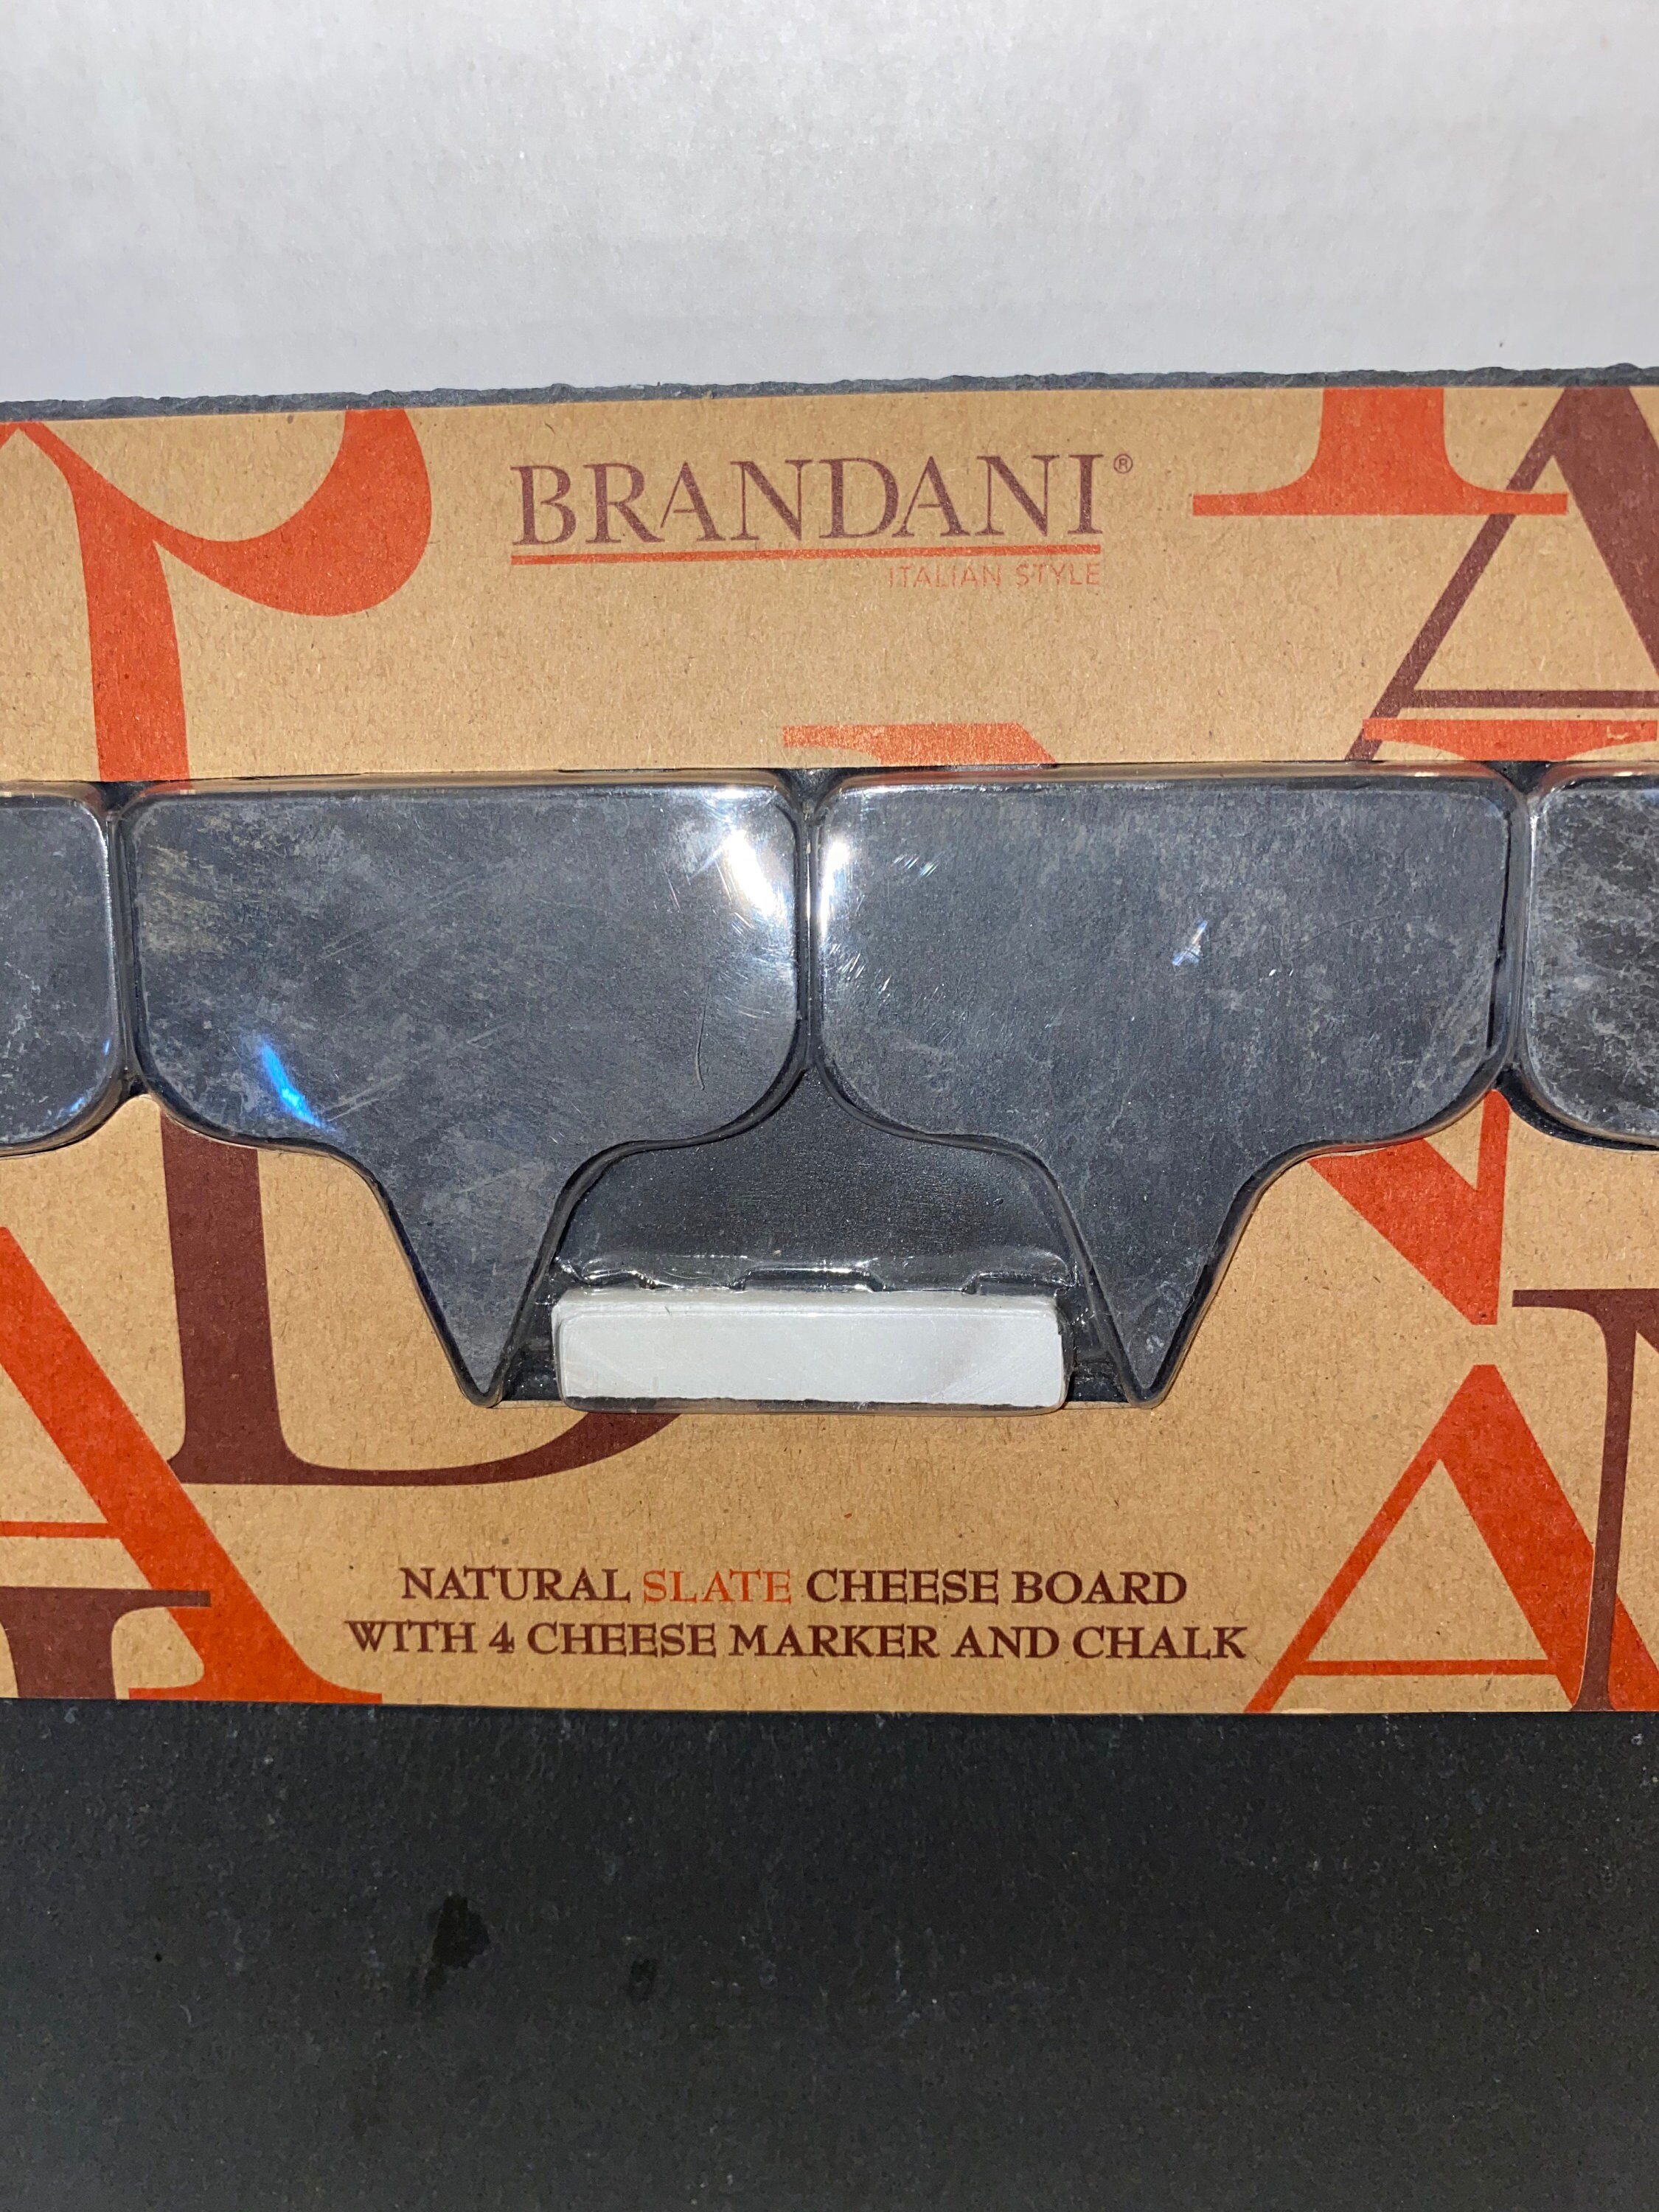 BRANDANI®
ITALIAN STYLE
NATURAL SLATE CHEESE BOARD
WITH 4 CHEESE MARKER AND CHALK